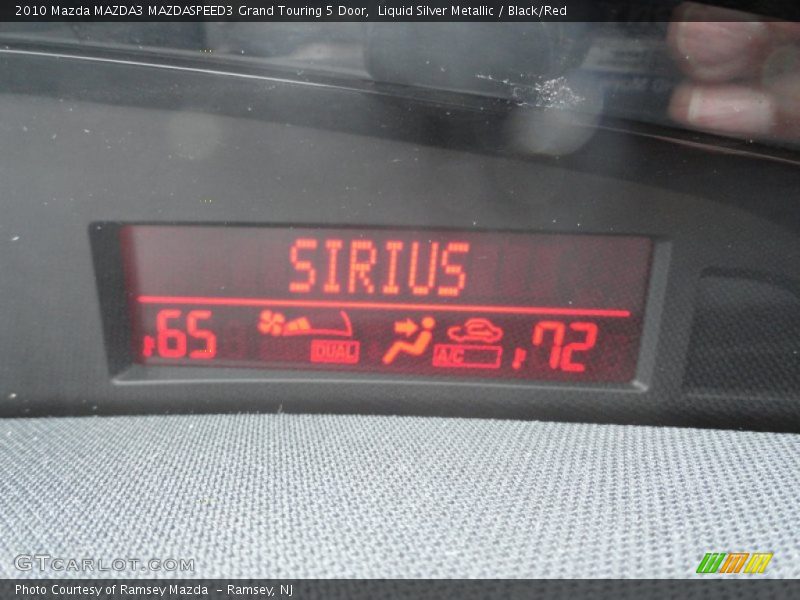 2010 Mazda MAZDA3 MAZDASPEED3 Grand Touring 5 Door,  Liquid Silver Metallic / Black/Red
SIRIUS
65 DUAL A/C 72
GTCARLOT.COM
Photo Courtesy of Ramsey Mazda  - Ramsey, NJ